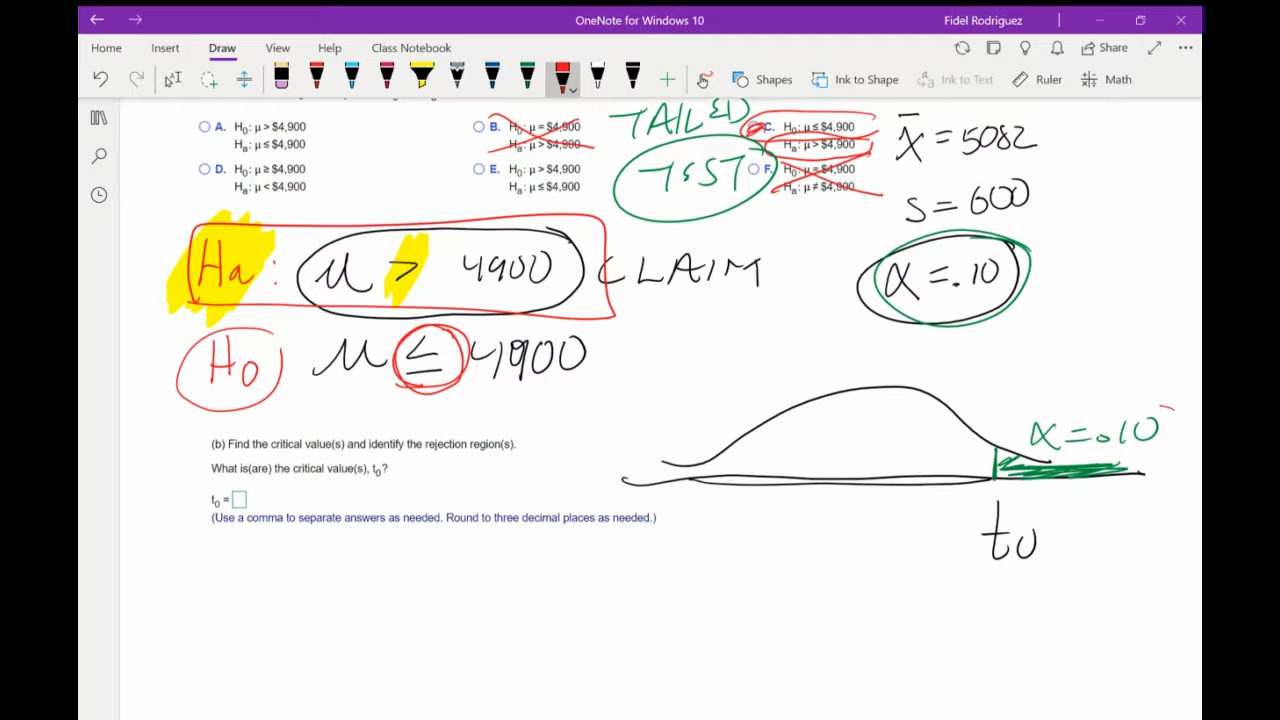 OneNote for Windows 10
Fidel Rodriguez
Home Insert Draw View Help Class Notebook
Share
Shapes Ink to Shape Ink to Text Ruler Math
A. H₀: μ > $4,900
Hₐ: μ ≤ $4,900
B. H₀: μ = $4,900
Hₐ: μ > $4,900
C. H₀: μ ≤ $4,900
Hₐ: μ > $4,900
D. H₀: μ ≥ $4,900
Hₐ: μ < $4,900
E. H₀: μ > $4,900
Hₐ: μ ≤ $4,900
F. H₀: μ = $4,900
Hₐ: μ ≠ $4,900
TAILED
TEST
x̄ = 5082
s = 600
α = .10
Ha: μ > 4900 CLAIM
H0 μ ≤ 4900
α = .10
t0
(b) Find the critical value(s) and identify the rejection region(s).
What is(are) the critical value(s), t₀?
t₀ =
(Use a comma to separate answers as needed. Round to three decimal places as needed.)